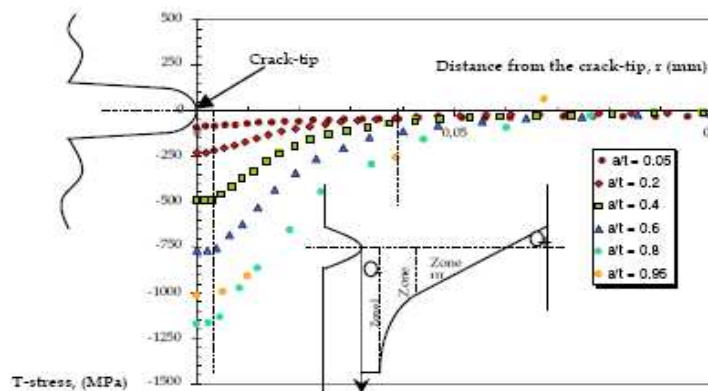 500
250
0
-250
-500
-750
-1000
-1250
-1500
Crack-tip
Distance from the crack-tip, r (mm)
0,05
a/t = 0.05
a/t = 0.2
a/t = 0.4
a/t = 0.6
a/t = 0.8
a/t = 0.95
Zone I
Zone
Zone
III
T-stress, (MPa)